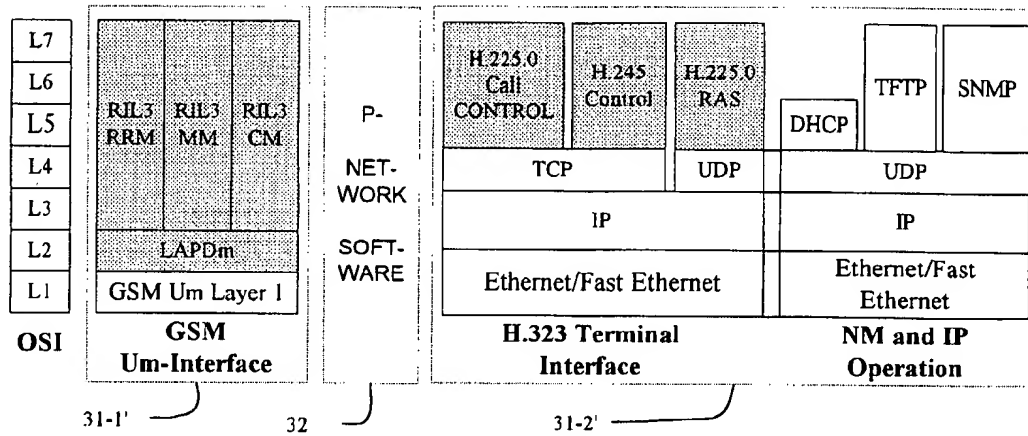 L7
L6
L5
L4
L3
L2
L1
OSI
RIL3
RRM
RIL3
MM
RIL3
CM
LAPDm
GSM Um Layer 1
GSM
Um-Interface
P-
NET-
WORK
SOFT-
WARE
H.225.0
Call
CONTROL
H.245
Control
H.225.0
RAS
TCP
UDP
IP
Ethernet/Fast Ethernet
H.323 Terminal
Interface
DHCP
TFTP
SNMP
UDP
IP
Ethernet/Fast
Ethernet
NM and IP
Operation
31-1'
32
31-2'